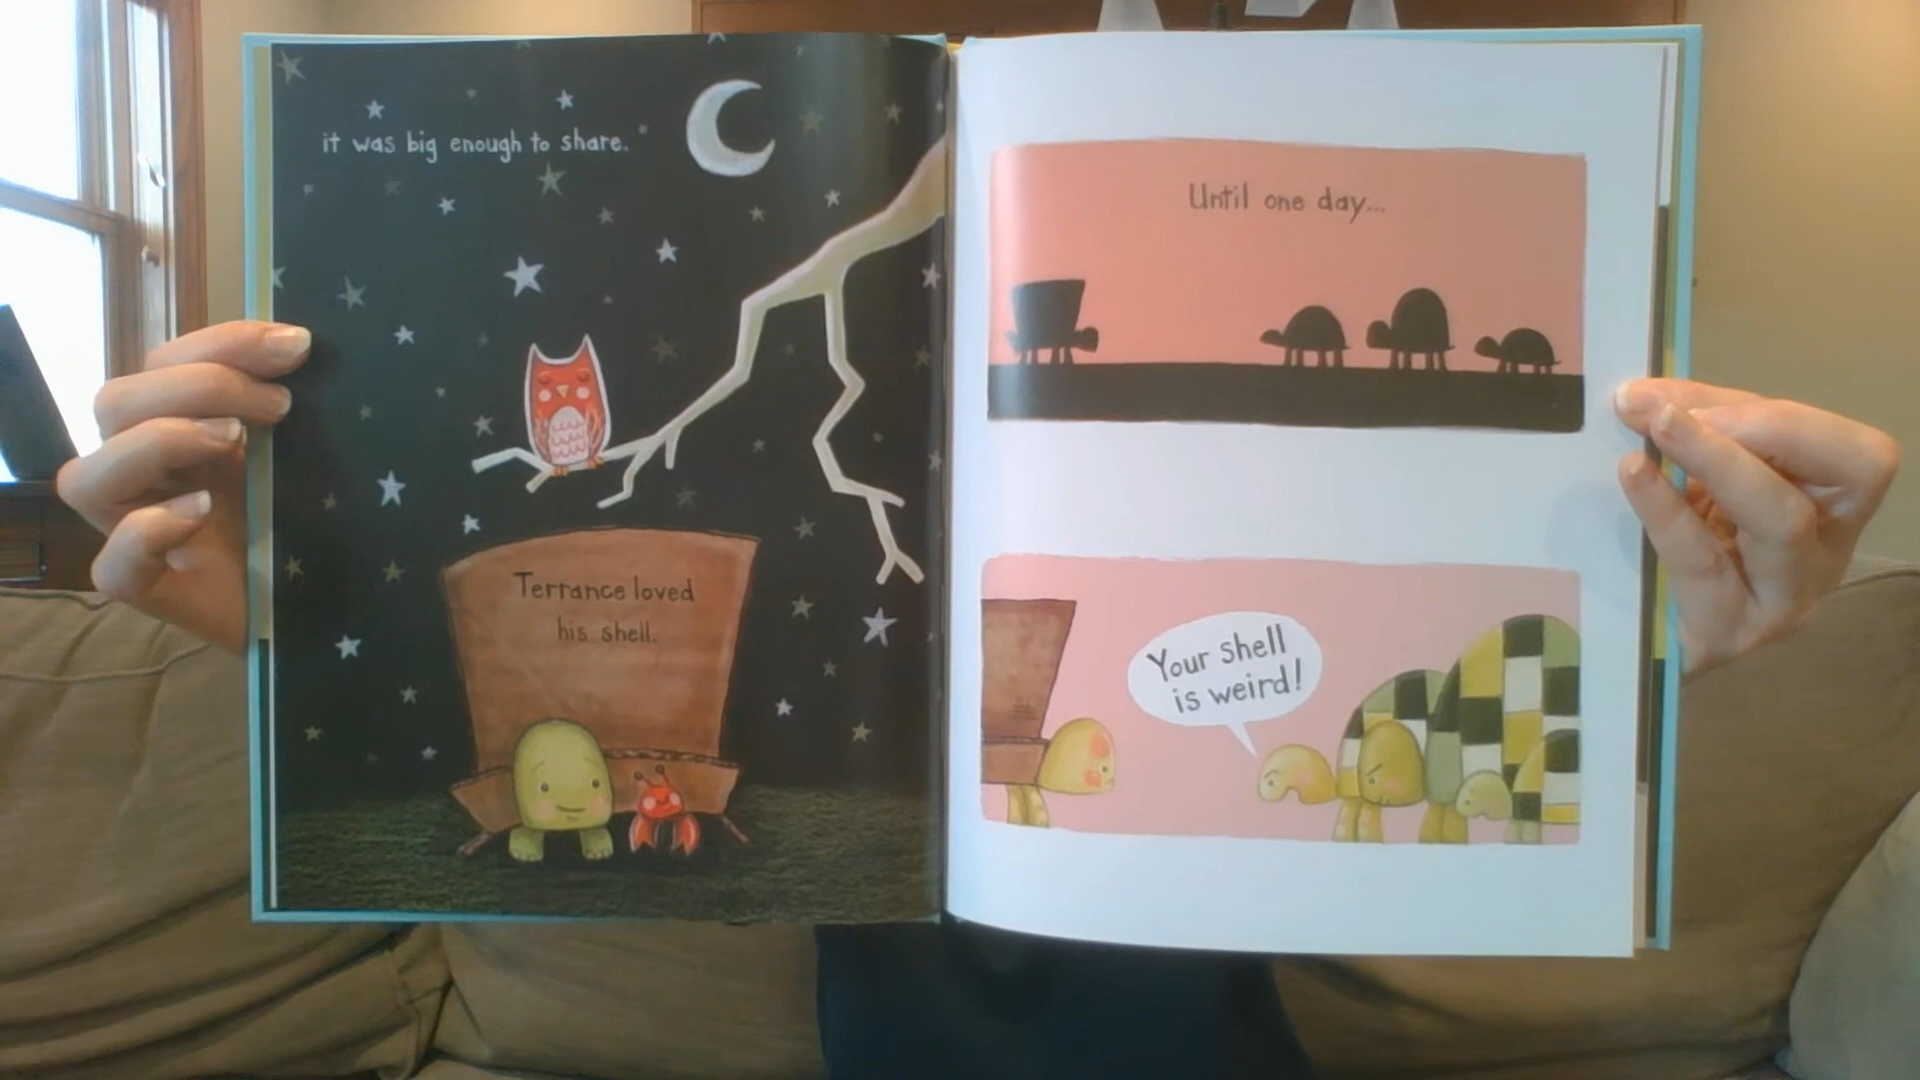 it was big enough to share.
Terrance loved
his shell.
Until one day...
Your shell
is weird!